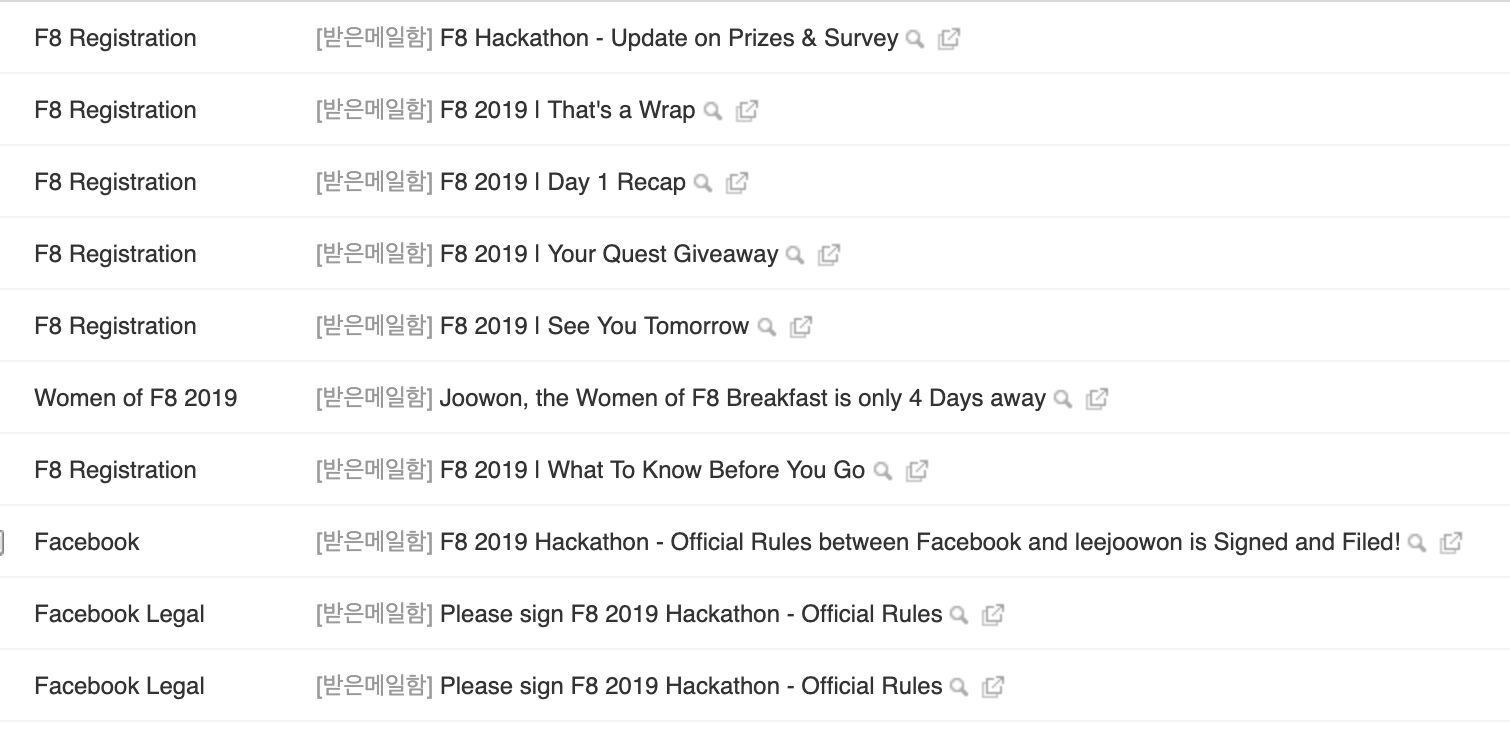 F8 Registration [받은메일함] F8 Hackathon - Update on Prizes & Survey
F8 Registration [받은메일함] F8 2019 | That's a Wrap
F8 Registration [받은메일함] F8 2019 | Day 1 Recap
F8 Registration [받은메일함] F8 2019 | Your Quest Giveaway
F8 Registration [받은메일함] F8 2019 | See You Tomorrow
Women of F8 2019 [받은메일함] Joowon, the Women of F8 Breakfast is only 4 Days away
F8 Registration [받은메일함] F8 2019 | What To Know Before You Go
Facebook [받은메일함] F8 2019 Hackathon - Official Rules between Facebook and leejoowon is Signed and Filed!
Facebook Legal [받은메일함] Please sign F8 2019 Hackathon - Official Rules
Facebook Legal [받은메일함] Please sign F8 2019 Hackathon - Official Rules